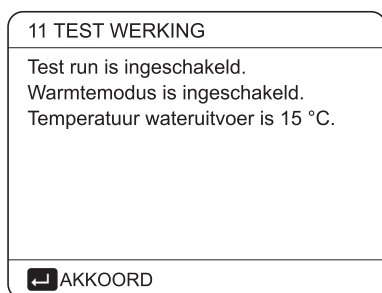 11 TEST WERKING
Test run is ingeschakeld.
Warmtemodus is ingeschakeld.
Temperatuur wateruitvoer is 15 °C.
AKKOORD